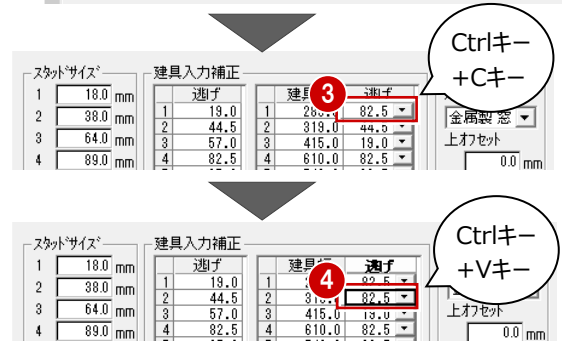 Ctrlキー
+Cキー
スタッドサイズ
建具入力補正
3
逃げ
逃げ
1 18.0 mm
2 38.0 mm
3 64.0 mm
4 89.0 mm
1 19.0
2 44.5
3 57.0
4 82.5
1 82.5
2 319.0 44.5
3 415.0 19.0
4 610.0 82.5
金属製 窓
上オフセット
0.0 mm
Ctrlキー
+Vキー
スタッドサイズ
建具入力補正
4
逃げ
逃げ
1 18.0 mm
2 38.0 mm
3 64.0 mm
4 89.0 mm
1 19.0
2 44.5
3 57.0
4 82.5
1 82.5
2 82.5
3 415.0 19.0
4 610.0 82.5
上オフセット
0.0 mm